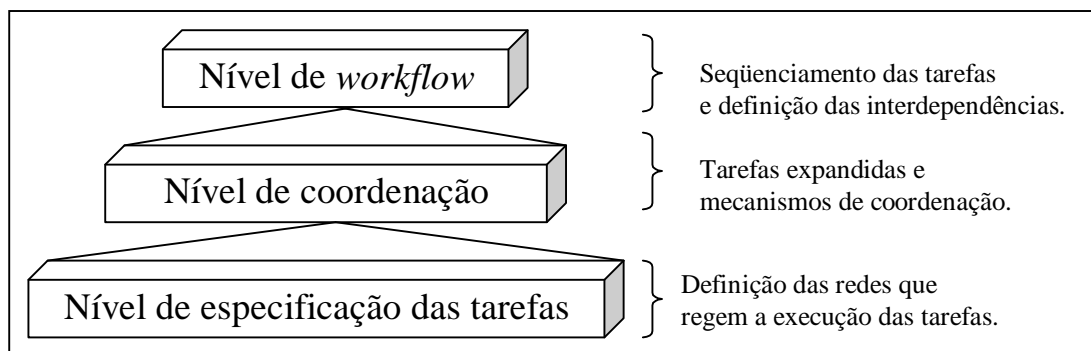 Nível de workflow
Seqüenciamento das tarefas
e definição das interdependências.
Nível de coordenação
Tarefas expandidas e
mecanismos de coordenação.
Nível de especificação das tarefas
Definição das redes que
regem a execução das tarefas.